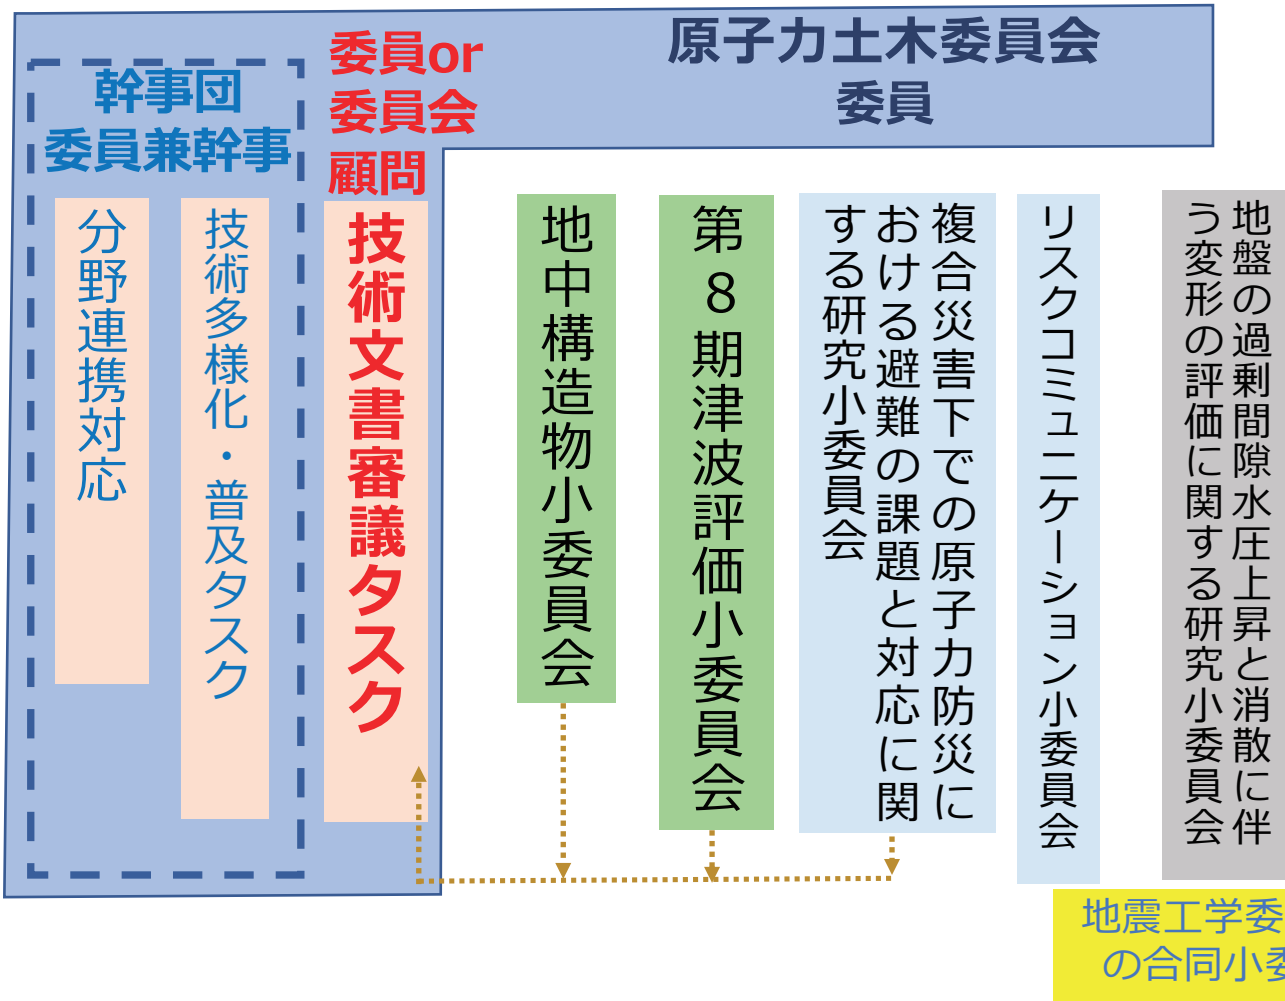 原子力土木委員会
委員
幹事団
委員兼幹事
委員or
委員会
顧問
分野連携対応
技術多様化・普及タスク
技術文書審議タスク
地中構造物小委員会
第８期津波評価小委員会
複合災害下での原子力防災に
おける避難の課題と対応に関
する研究小委員会
リスクコミュニケーション小委員会
地盤の過剰間隙水圧上昇と消散に伴
う変形の評価に関する研究小委員会
地震工学委
の合同小委